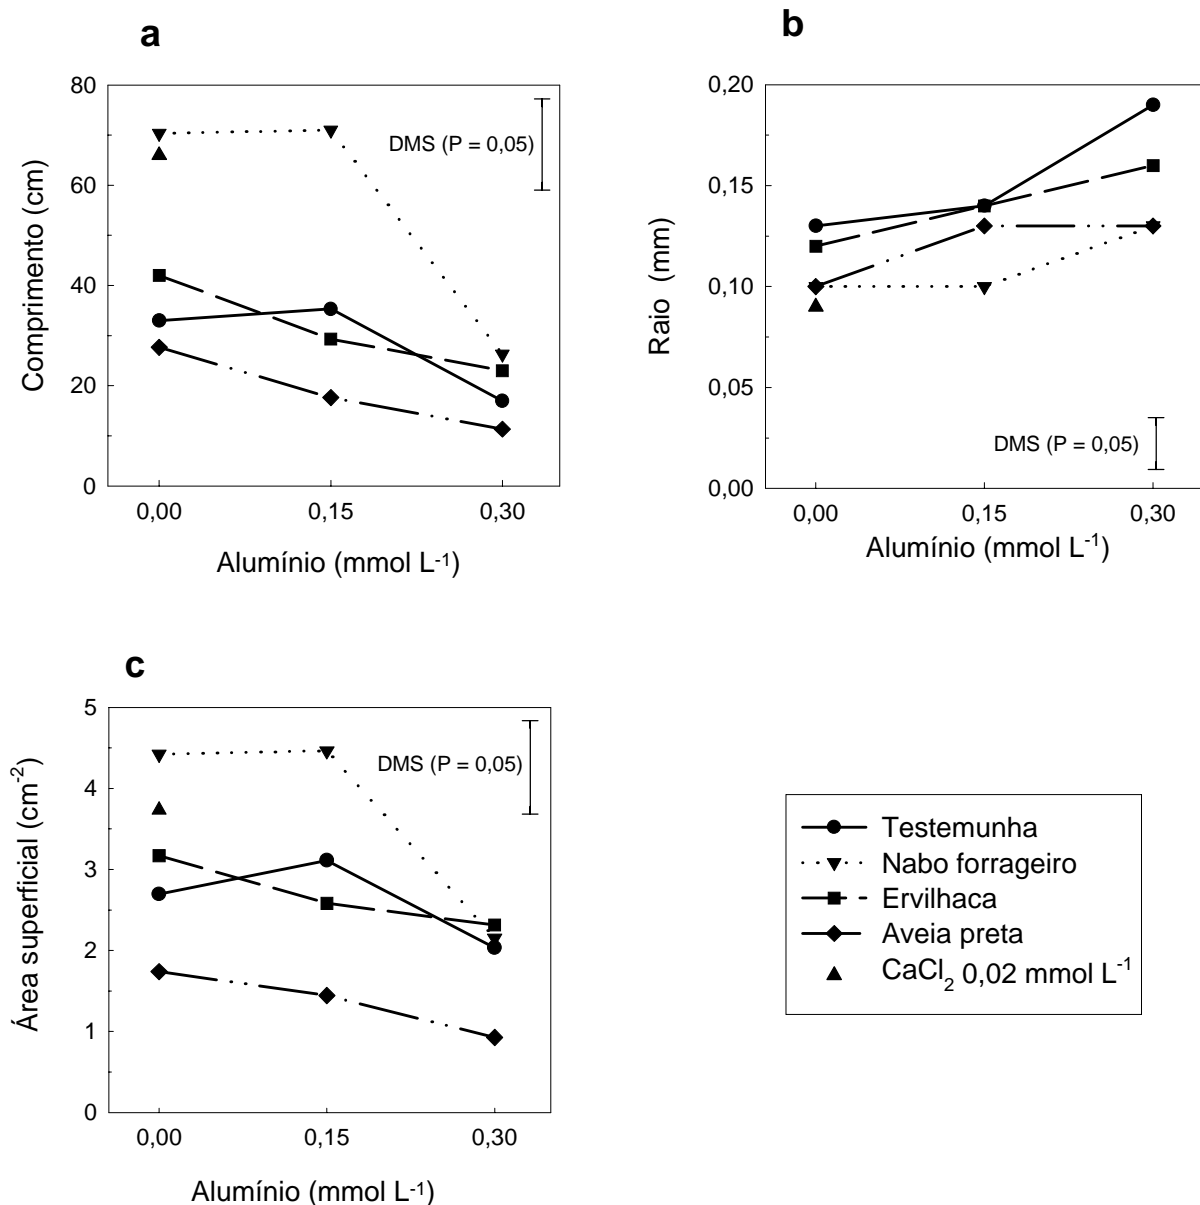 a
80
60
40
20
0
Comprimento (cm)
DMS (P = 0,05)
0,00 0,15 0,30
Alumínio (mmol L-1)
b
0,20
0,15
0,10
0,05
0,00
Raio (mm)
DMS (P = 0,05)
0,00 0,15 0,30
Alumínio (mmol L-1)
c
5
4
3
2
1
0
Área superficial (cm-2)
DMS (P = 0,05)
0,00 0,15 0,30
Alumínio (mmol L-1)
Testemunha
Nabo forrageiro
Ervilhaca
Aveia preta
CaCl2 0,02 mmol L-1